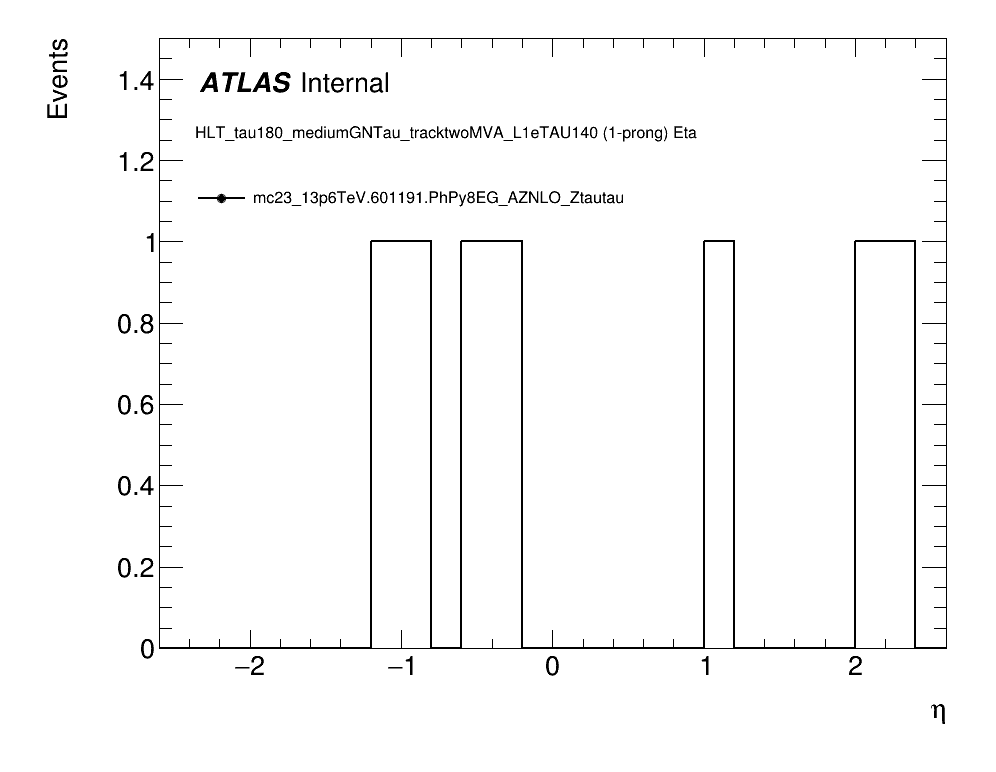 Events
ATLAS Internal
HLT_tau180_mediumGNTau_tracktwoMVA_L1eTAU140 (1-prong) Eta
mc23_13p6TeV.601191.PhPy8EG_AZNLO_Ztautau
1.4
1.2
1
0.8
0.6
0.4
0.2
0
−2 −1 0 1 2
η